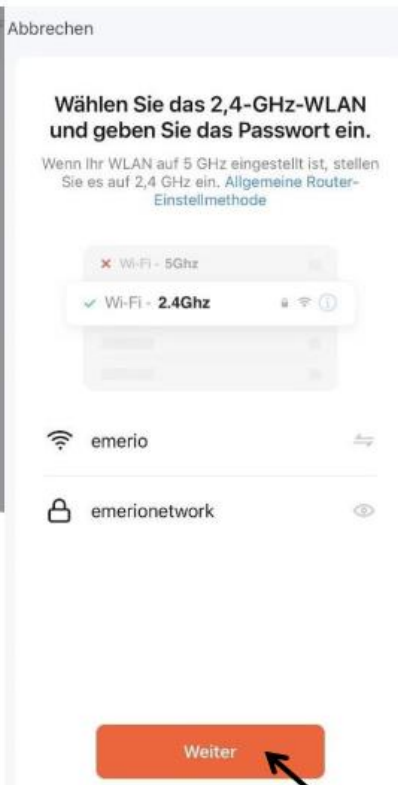 Abbrechen
Wählen Sie das 2,4-GHz-WLAN
und geben Sie das Passwort ein.
Wenn Ihr WLAN auf 5 GHz eingestellt ist, stellen
Sie es auf 2,4 GHz ein. Allgemeine Router-
Einstellmethode
Wi-Fi - 5Ghz
Wi-Fi - 2.4Ghz
emerio
emerionetwork
Weiter